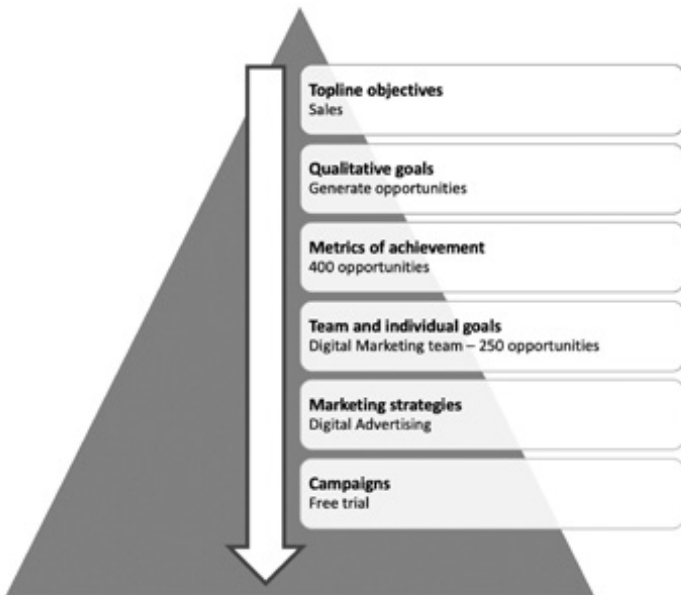 Topline objectives
Sales
Qualitative goals
Generate opportunities
Metrics of achievement
400 opportunities
Team and individual goals
Digital Marketing team – 250 opportunities
Marketing strategies
Digital Advertising
Campaigns
Free trial